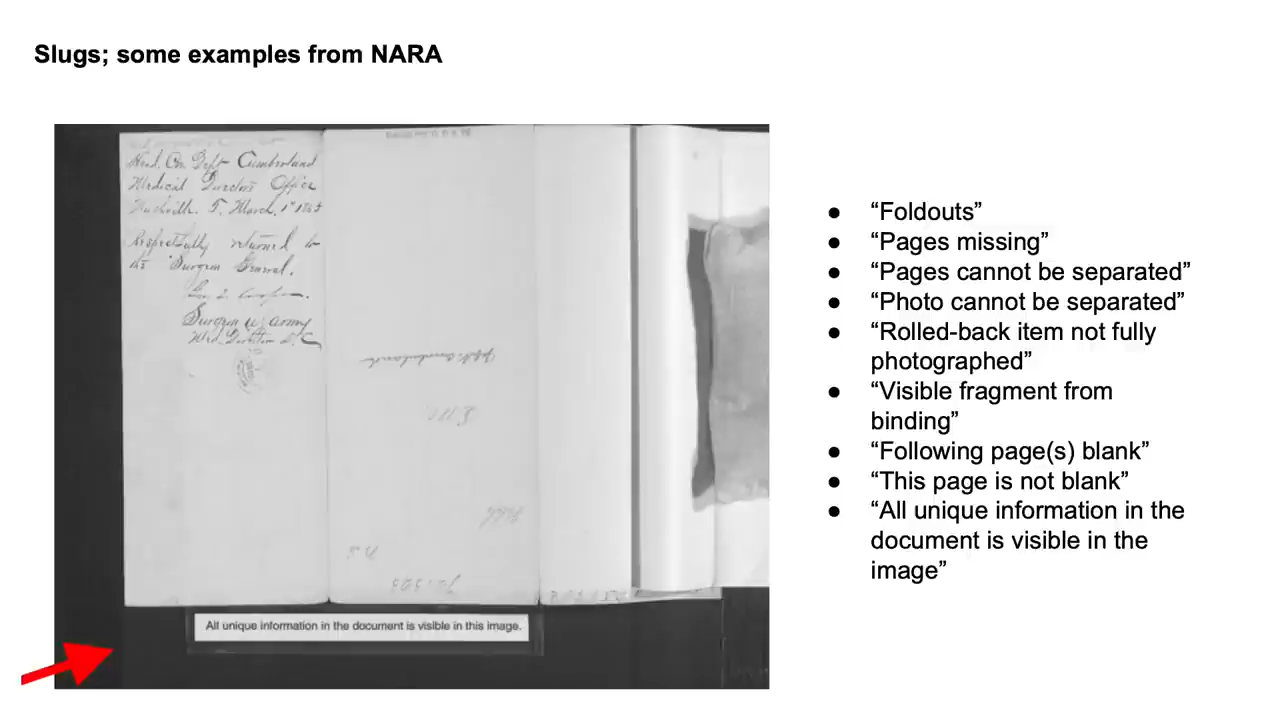 Slugs; some examples from NARA
Head. Qrs Dept Cumberland
Medical Directors Office
Nashville. T. March. 1st 1865
Respectfully returned to
the Surgeon General.
Surgeon U.S. Army
Med. Director D. C
All unique information in the document is visible in this image.
● “Foldouts”
● “Pages missing”
● “Pages cannot be separated”
● “Photo cannot be separated”
● “Rolled-back item not fully
photographed”
● “Visible fragment from
binding”
● “Following page(s) blank”
● “This page is not blank”
● “All unique information in the
document is visible in the
image”